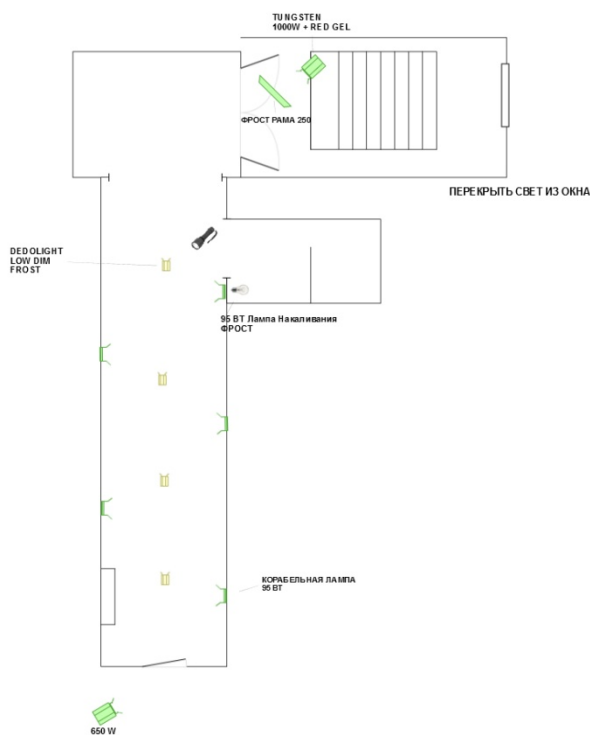 TUNGSTEN
1000W + RED GEL
ФРОСТ РАМА 250
ПЕРЕКРЫТЬ СВЕТ ИЗ ОКНА
DEDOLIGHT
LOW DIM
FROST
95 ВТ Лампа Накаливания
ФРОСТ
КОРАБЕЛЬНАЯ ЛАМПА
95 ВТ
650 W